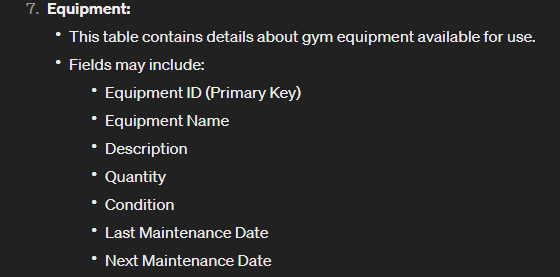 7. Equipment:
• This table contains details about gym equipment available for use.
• Fields may include:
• Equipment ID (Primary Key)
• Equipment Name
• Description
• Quantity
• Condition
• Last Maintenance Date
• Next Maintenance Date